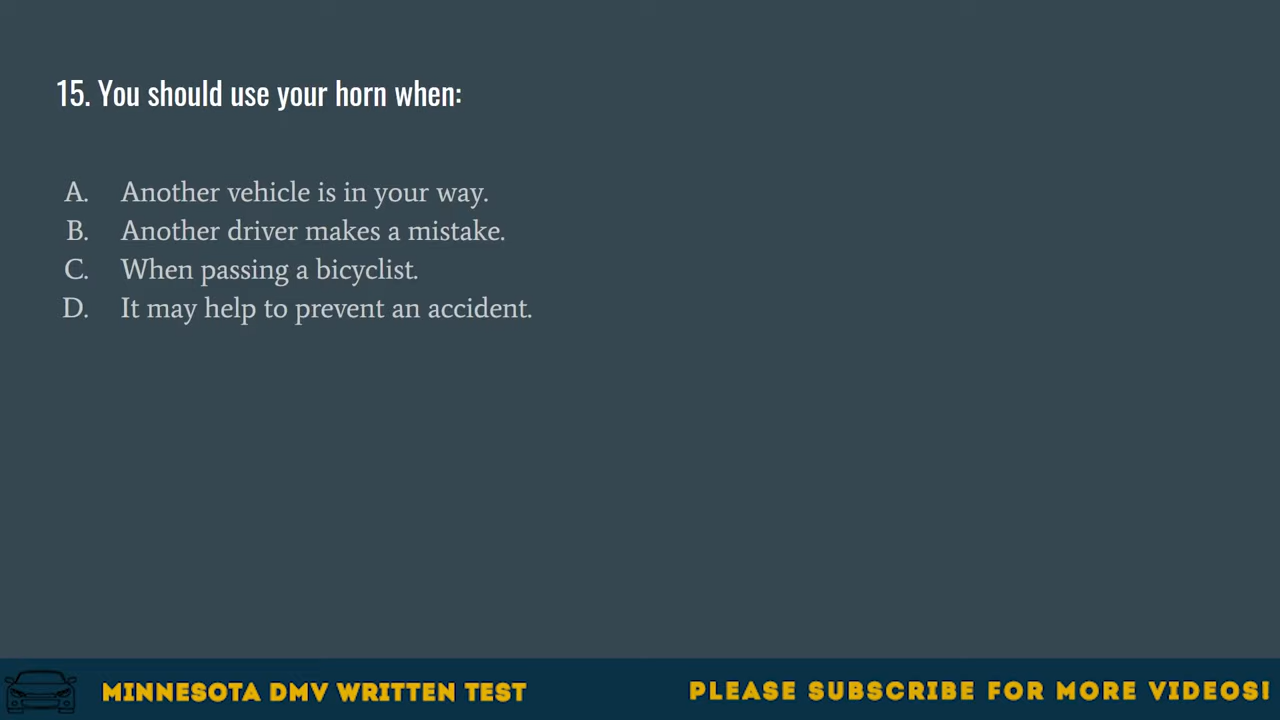 15. You should use your horn when:
A. Another vehicle is in your way.
B. Another driver makes a mistake.
C. When passing a bicyclist.
D. It may help to prevent an accident.
MINNESOTA DMV WRITTEN TEST
PLEASE SUBSCRIBE FOR MORE VIDEOS!